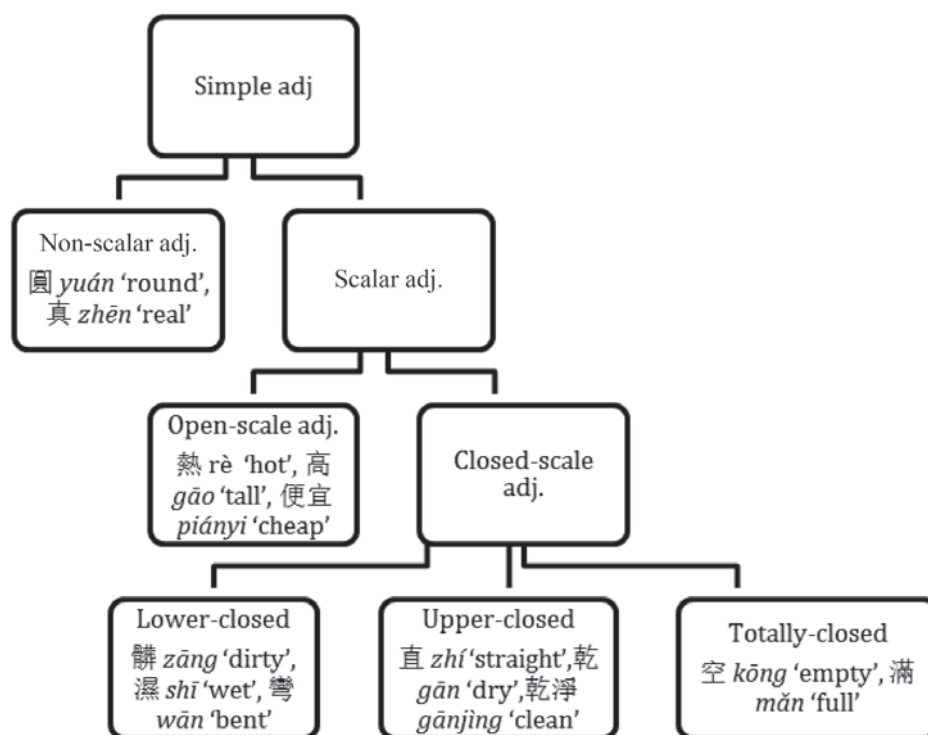 Simple adj
Non-scalar adj.
圓 yuán ‘round’,
真 zhēn ‘real’
Scalar adj.
Open-scale adj.
熱 rè ‘hot’, 高
gāo ‘tall’, 便宜
piányi ‘cheap’
Closed-scale
adj.
Lower-closed
髒 zāng ‘dirty’,
濕 shī ‘wet’, 彎
wān ‘bent’
Upper-closed
直 zhí ‘straight’,乾
gān ‘dry’, 乾淨
gānjìng ‘clean’
Totally-closed
空 kōng ‘empty’, 滿
mǎn ‘full’